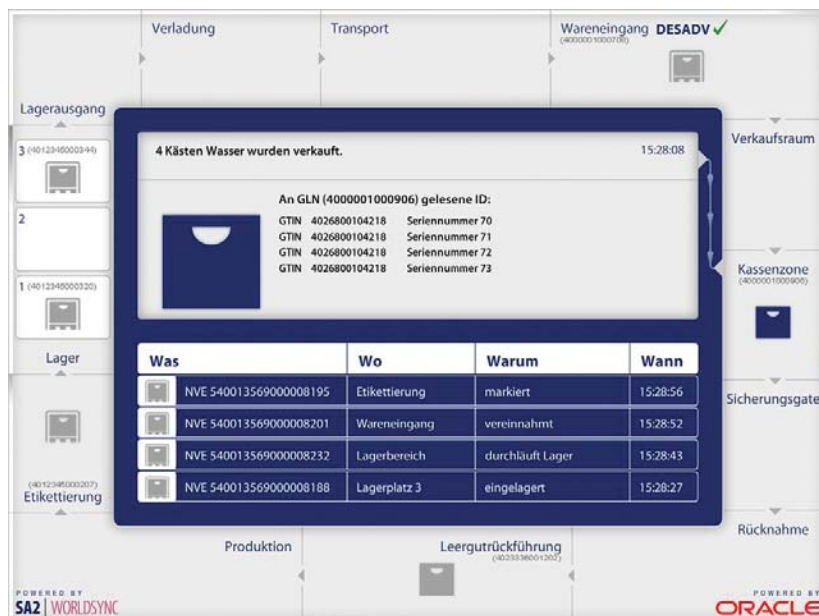 Verladung
Transport
Wareneingang DESADV
(4000001000708)
Lagerausgang
3 (4012346000344)
2
1 (4012346000320)
Lager
(4012346000207)
Etikettierung
4 Kästen Wasser wurden verkauft. 15:28:08
An GLN (4000001000906) gelesene ID:
GTIN 4026800104218 Seriennummer 70
GTIN 4026800104218 Seriennummer 71
GTIN 4026800104218 Seriennummer 72
GTIN 4026800104218 Seriennummer 73
Was Wo Warum Wann
NVE 540013569000008195 Etikettierung markiert 15:28:56
NVE 540013569000008201 Wareneingang vereinnahmt 15:28:52
NVE 540013569000008232 Lagerbereich durchläuft Lager 15:28:43
NVE 540013569000008188 Lagerplatz 3 eingelagert 15:28:27
Verkaufsraum
Kassenzone
(4000001000906)
Sicherungsgate
Rücknahme
Produktion
Leergutrückführung
(4023336001202)
POWERED BY
SA2 | WORLDSYNC
POWERED BY
ORACLE